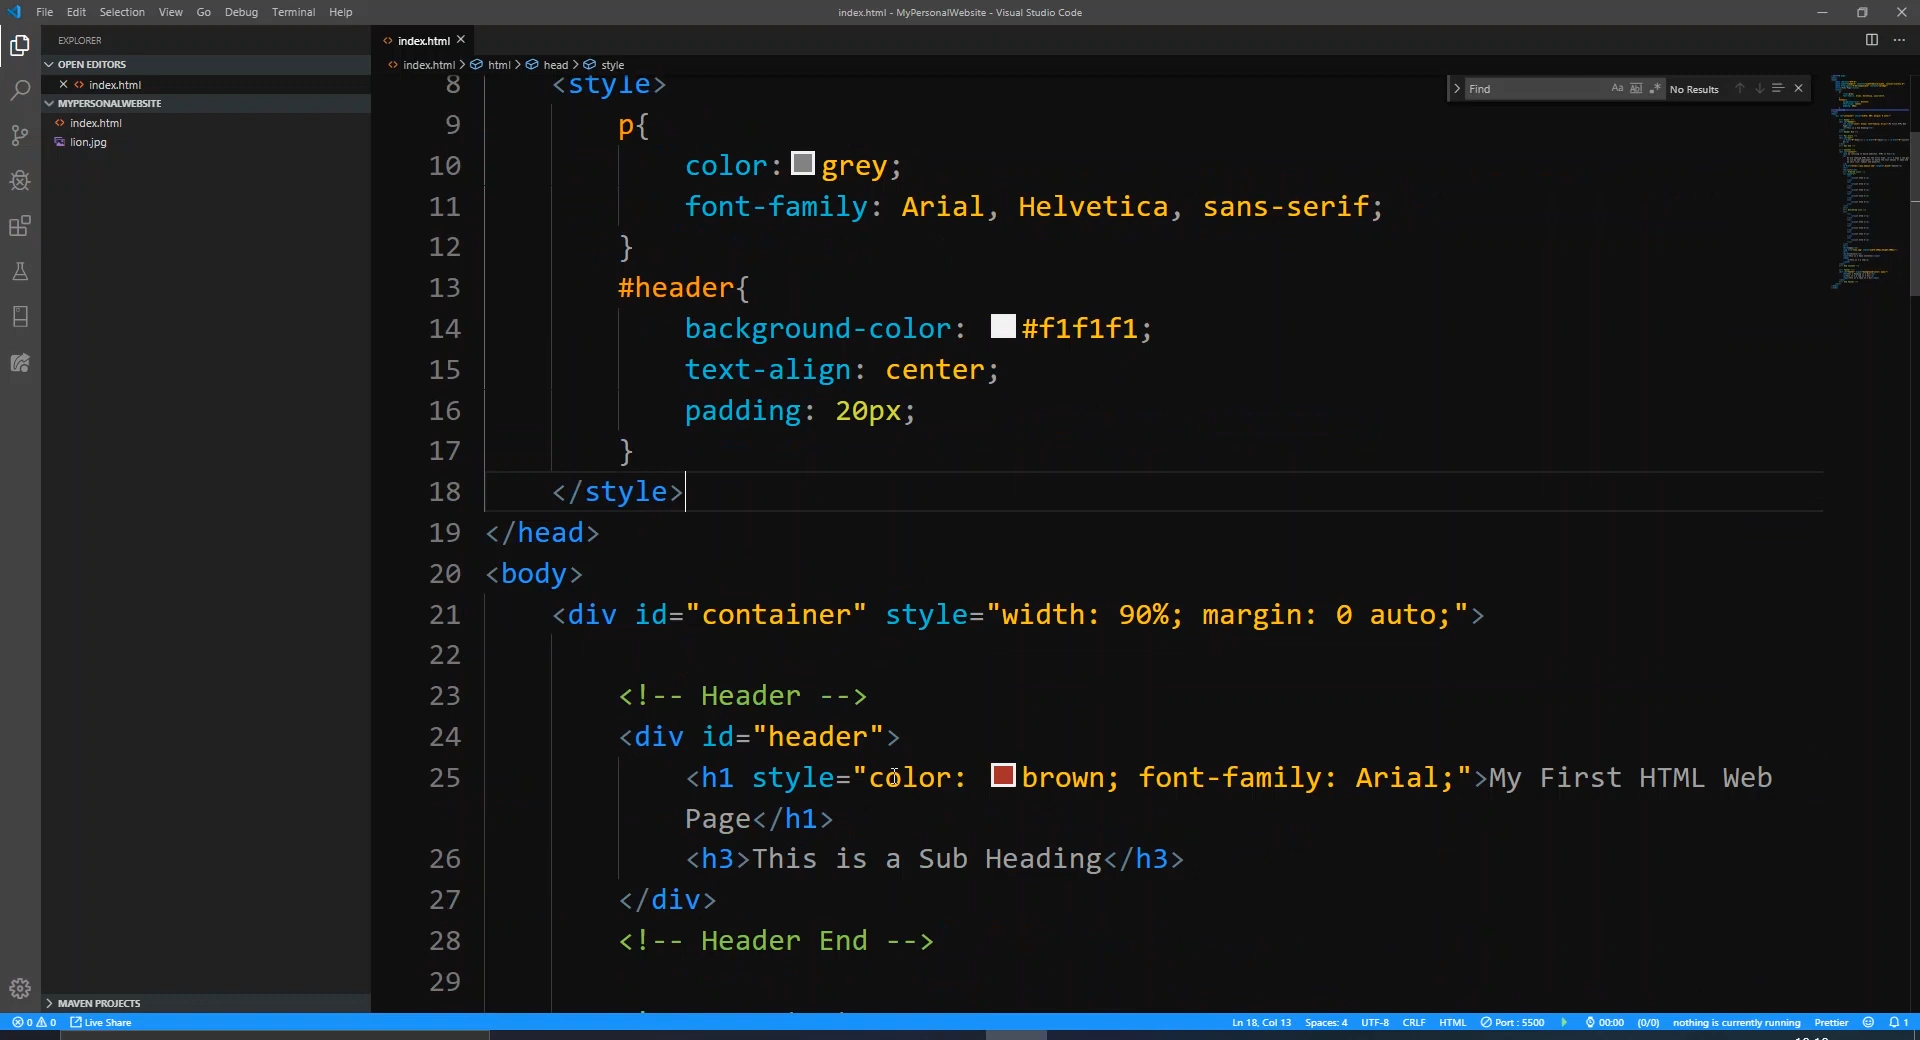 File Edit Selection View Go Debug Terminal Help
index.html - MyPersonalWebsite - Visual Studio Code
EXPLORER
OPEN EDITORS
index.html
MYPERSONALWEBSITE
index.html
lion.jpg
MAVEN PROJECTS
index.html
index.html > html > head > style
Find Aa Abl .* No Results
8 <style>
9 p{
10 color: grey;
11 font-family: Arial, Helvetica, sans-serif;
12 }
13 #header{
14 background-color: #f1f1f1;
15 text-align: center;
16 padding: 20px;
17 }
18 </style>
19 </head>
20 <body>
21 <div id="container" style="width: 90%; margin: 0 auto;">
22
23 <!-- Header -->
24 <div id="header">
25 <h1 style="color: brown; font-family: Arial;">My First HTML Web
Page</h1>
26 <h3>This is a Sub Heading</h3>
27 </div>
28 <!-- Header End -->
29
0 0 Live Share Ln 18, Col 13 Spaces: 4 UTF-8 CRLF HTML Port : 5500 00:00 (0/0) nothing is currently running Prettier 1